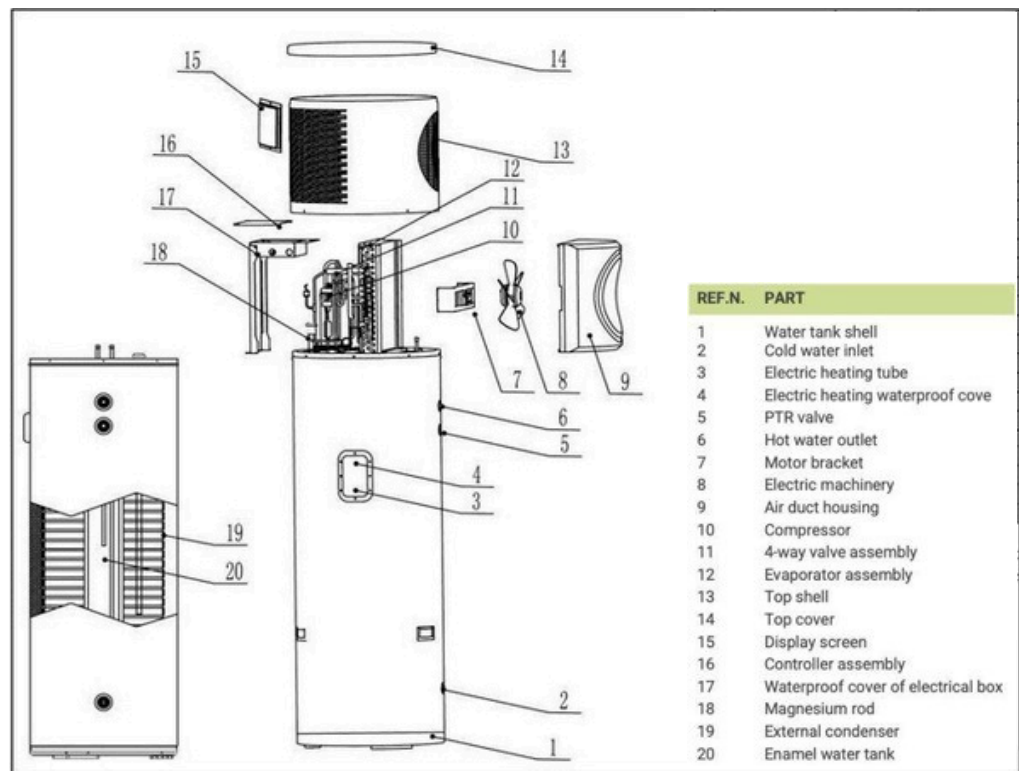 14
15
13
16
12
11
17
10
18
7
8
9
6
5
4
3
19
20
2
1
REF.N. PART
1 Water tank shell
2 Cold water inlet
3 Electric heating tube
4 Electric heating waterproof cove
5 PTR valve
6 Hot water outlet
7 Motor bracket
8 Electric machinery
9 Air duct housing
10 Compressor
11 4-way valve assembly
12 Evaporator assembly
13 Top shell
14 Top cover
15 Display screen
16 Controller assembly
17 Waterproof cover of electrical box
18 Magnesium rod
19 External condenser
20 Enamel water tank